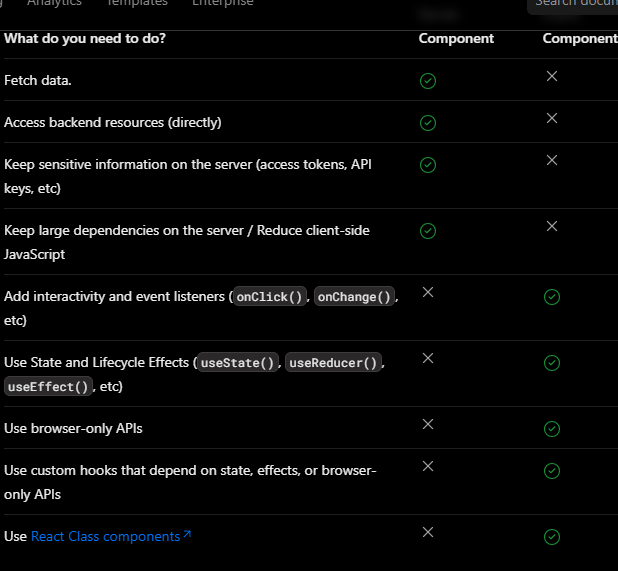 Analytics Templates Enterprise Search docum
What do you need to do? Component Component
Fetch data.
Access backend resources (directly)
Keep sensitive information on the server (access tokens, API
keys, etc)
Keep large dependencies on the server / Reduce client-side
JavaScript
Add interactivity and event listeners (onClick(), onChange(),
etc)
Use State and Lifecycle Effects (useState(), useReducer(),
useEffect(), etc)
Use browser-only APIs
Use custom hooks that depend on state, effects, or browser-
only APIs
Use React Class components↗